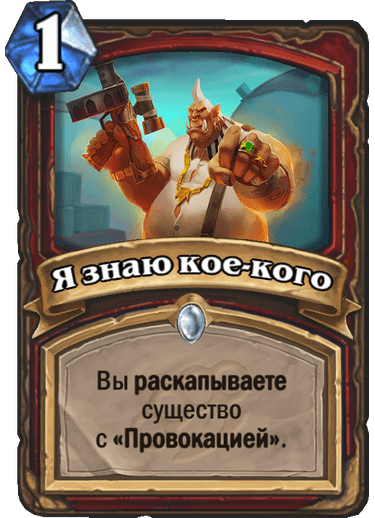 1
Я знаю кое-кого
Вы раскапываете
существо
с «Провокацией».